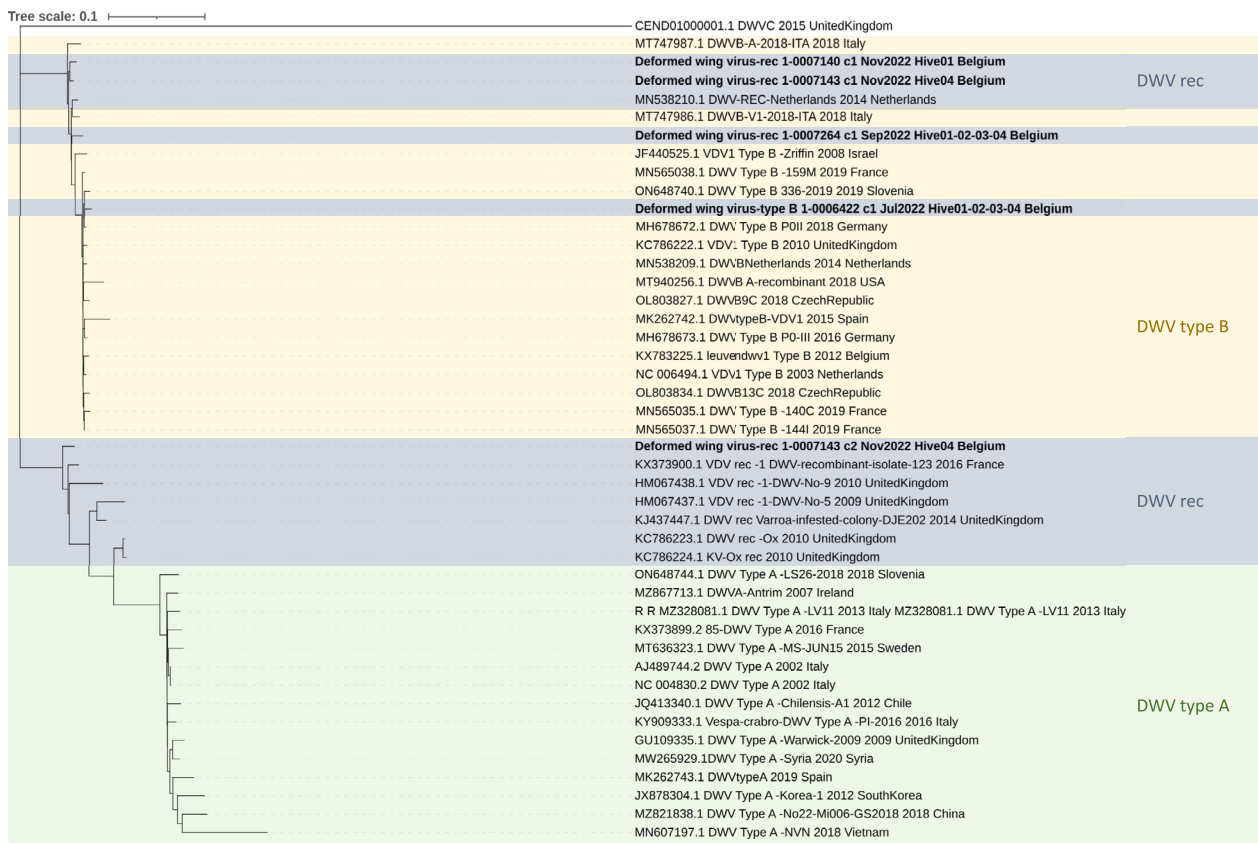 Tree scale: 0.1
CEND01000001.1 DWVC 2015 UnitedKingdom
MT747987.1 DWVB-A-2018-ITA 2018 Italy
Deformed wing virus-rec 1-0007140 c1 Nov2022 Hive01 Belgium
Deformed wing virus-rec 1-0007143 c1 Nov2022 Hive04 Belgium
DWV rec
MN538210.1 DWV-REC-Netherlands 2014 Netherlands
MT747986.1 DWVB-V1-2018-ITA 2018 Italy
Deformed wing virus-rec 1-0007264 c1 Sep2022 Hive01-02-03-04 Belgium
JF440525.1 VDV1 Type B -Zriffin 2008 Israel
MN565038.1 DWV Type B -159M 2019 France
ON648740.1 DWV Type B 336-2019 2019 Slovenia
Deformed wing virus-type B 1-0006422 c1 Jul2022 Hive01-02-03-04 Belgium
MH678672.1 DWV Type B P0II 2018 Germany
KC786222.1 VDV1 Type B 2010 UnitedKingdom
MN538209.1 DWVBNetherlands 2014 Netherlands
MT940256.1 DWVB A-recombinant 2018 USA
OL803827.1 DWVB9C 2018 CzechRepublic
MK262742.1 DWVtypeB-VDV1 2015 Spain
DWV type B
MH678673.1 DWV Type B P0-III 2016 Germany
KX783225.1 leuvendwv1 Type B 2012 Belgium
NC 006494.1 VDV1 Type B 2003 Netherlands
OL803834.1 DWVB13C 2018 CzechRepublic
MN565035.1 DWV Type B -140C 2019 France
MN565037.1 DWV Type B -144I 2019 France
Deformed wing virus-rec 1-0007143 c2 Nov2022 Hive04 Belgium
KX373900.1 VDV rec -1 DWV-recombinant-isolate-123 2016 France
HM067438.1 VDV rec -1-DWV-No-9 2010 UnitedKingdom
HM067437.1 VDV rec -1-DWV-No-5 2009 UnitedKingdom
DWV rec
KJ437447.1 DWV rec Varroa-infested-colony-DJE202 2014 UnitedKingdom
KC786223.1 DWV rec -Ox 2010 UnitedKingdom
KC786224.1 KV-Ox rec 2010 UnitedKingdom
ON648744.1 DWV Type A -LS26-2018 2018 Slovenia
MZ867713.1 DWVA-Antrim 2007 Ireland
R R MZ328081.1 DWV Type A -LV11 2013 Italy MZ328081.1 DWV Type A -LV11 2013 Italy
KX373899.2 85-DWV Type A 2016 France
MT636323.1 DWV Type A -MS-JUN15 2015 Sweden
AJ489744.2 DWV Type A 2002 Italy
NC 004830.2 DWV Type A 2002 Italy
JQ413340.1 DWV Type A -Chilensis-A1 2012 Chile
DWV type A
KY909333.1 Vespa-crabro-DWV Type A -PI-2016 2016 Italy
GU109335.1 DWV Type A -Warwick-2009 2009 UnitedKingdom
MW265929.1DWV Type A -Syria 2020 Syria
MK262743.1 DWVtypeA 2019 Spain
JX878304.1 DWV Type A -Korea-1 2012 SouthKorea
MZ821838.1 DWV Type A -No22-Mi006-GS2018 2018 China
MN607197.1 DWV Type A -NVN 2018 Vietnam